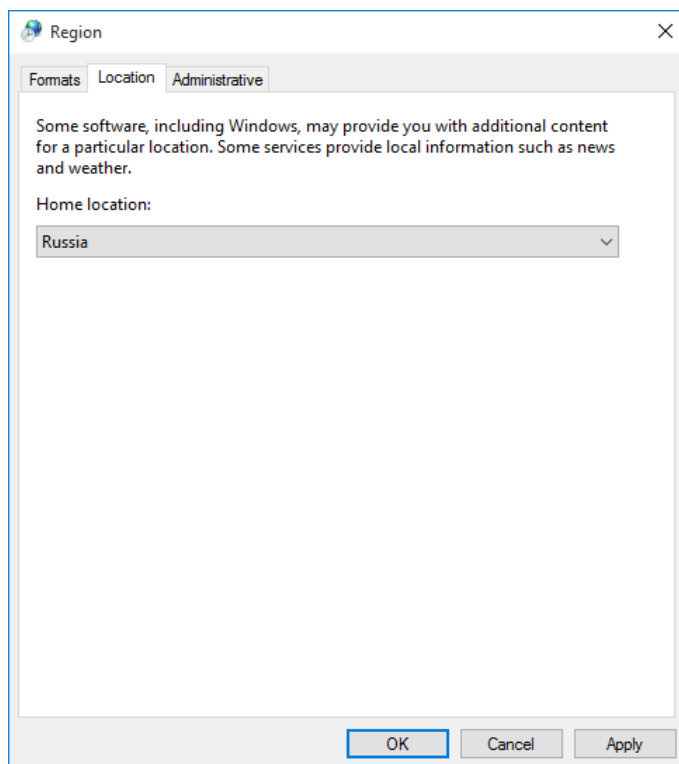 Region
Formats Location Administrative
Some software, including Windows, may provide you with additional content
for a particular location. Some services provide local information such as news
and weather.
Home location:
Russia
OK Cancel Apply